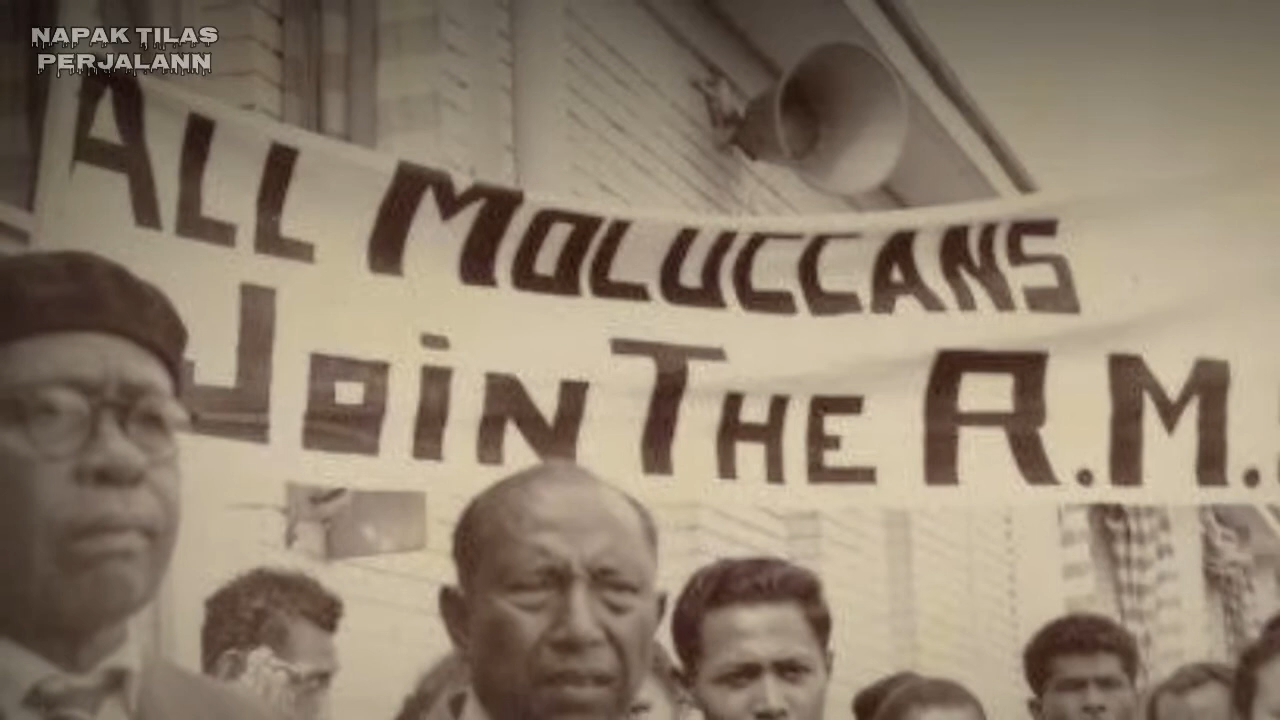 NAPAK TILAS
PERJALANN
ALL MOLUCCANS
JOiN THE R.M.